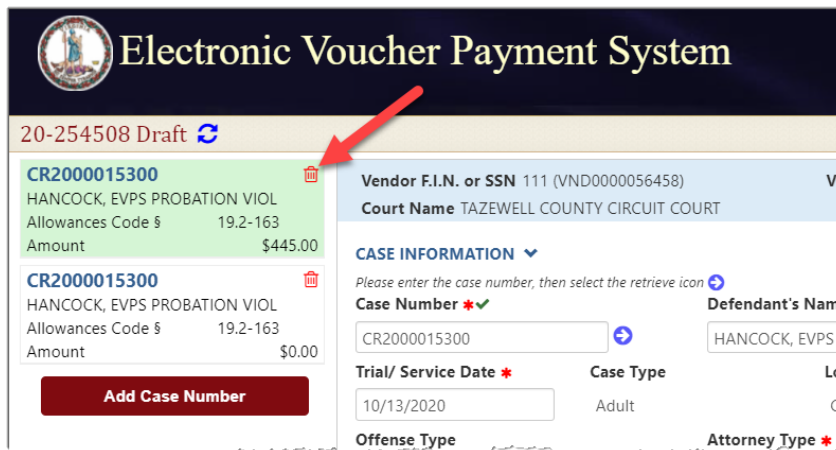 Electronic Voucher Payment System
20-254508 Draft
CR2000015300
HANCOCK, EVPS PROBATION VIOL
Allowances Code § 19.2-163
Amount $445.00
CR2000015300
HANCOCK, EVPS PROBATION VIOL
Allowances Code § 19.2-163
Amount $0.00
Add Case Number
Vendor F.I.N. or SSN 111 (VND0000056458) V
Court Name TAZEWELL COUNTY CIRCUIT COURT
CASE INFORMATION
Please enter the case number, then select the retrieve icon
Case Number * Defendant's Nam
CR2000015300 HANCOCK, EVPS
Trial/ Service Date * Case Type Lo
10/13/2020 Adult
Offense Type Attorney Type *